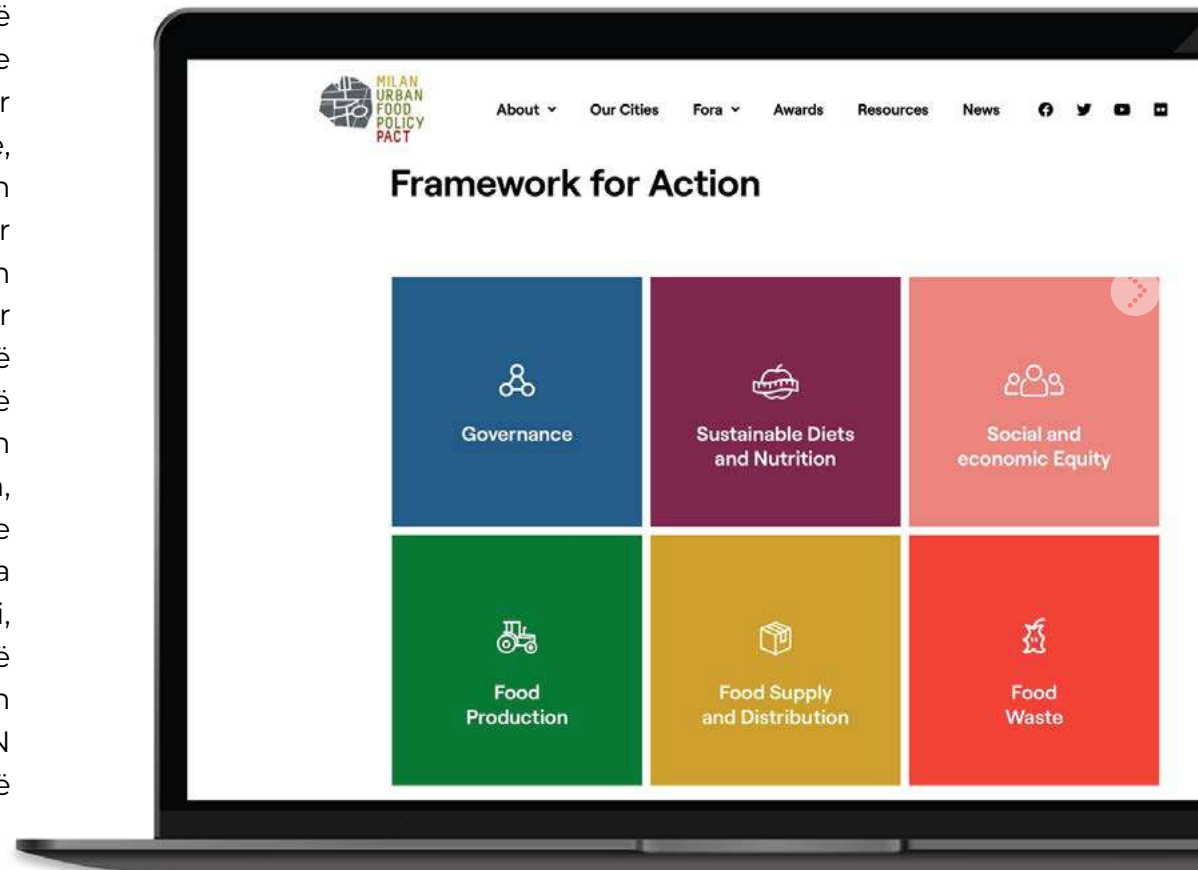 ë
e
r
e,
n
r
n
r
ë
ë
n
n,
e
a
i,
ë
n
N
ë
MILAN
URBAN
FOOD
POLICY
PACT
About Our Cities Fora Awards Resources News
Framework for Action
Governance
Sustainable Diets
and Nutrition
Social and
economic Equity
Food
Production
Food Supply
and Distribution
Food
Waste